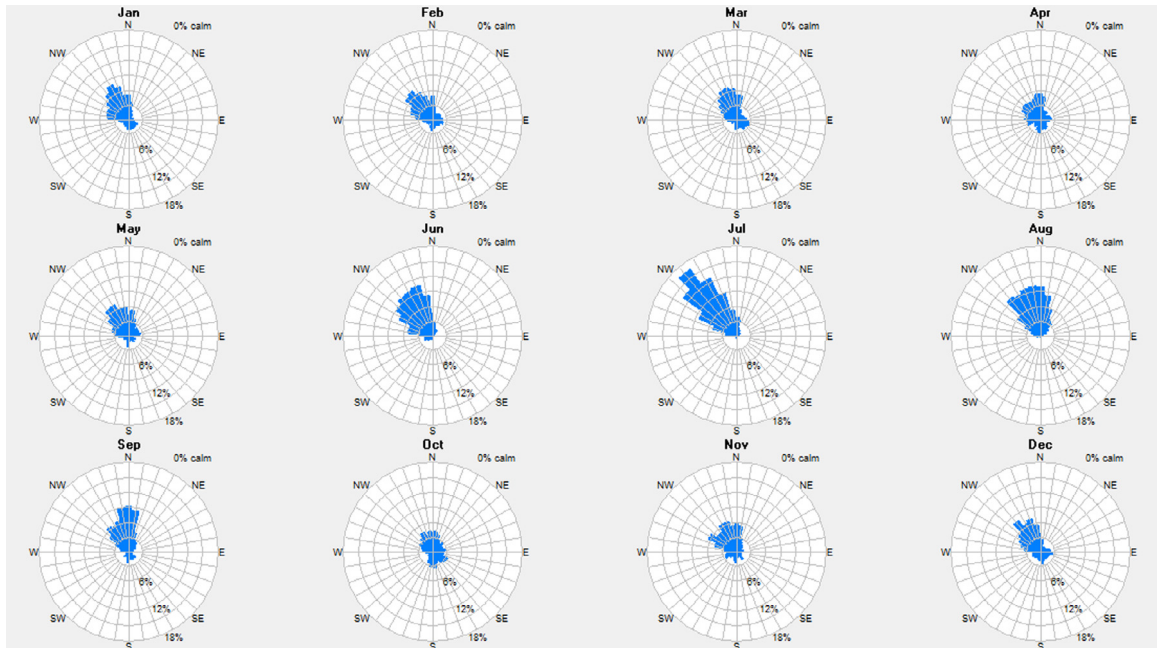 Jan Feb Mar Apr
N 0% calm N 0% calm N 0% calm N 0% calm
NW NE NW NE NW NE NW NE
W E W E W E W E
6% 6% 6% 6%
12% 12% 12% 12%
SW SE SW SE SW SE SW SE
18% 18% 18% 18%
S S S S
May Jun Jul Aug
N 0% calm N 0% calm N 0% calm N 0% calm
NW NE NW NE NW NE NW NE
W E W E W E W E
6% 6% 6% 6%
12% 12% 12% 12%
SW SE SW SE SW SE SW SE
18% 18% 18% 18%
S S S S
Sep Oct Nov Dec
N 0% calm N 0% calm N 0% calm N 0% calm
NW NE NW NE NW NE NW NE
W E W E W E W E
6% 6% 6% 6%
12% 12% 12% 12%
SW SE SW SE SW SE SW SE
18% 18% 18% 18%
S S S S